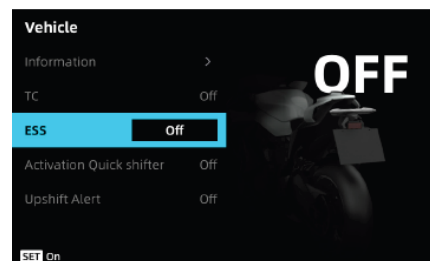 Vehicle
Information >
OFF
TC Off
ESS Off
Activation Quick shifter Off
Upshift Alert Off
SET On